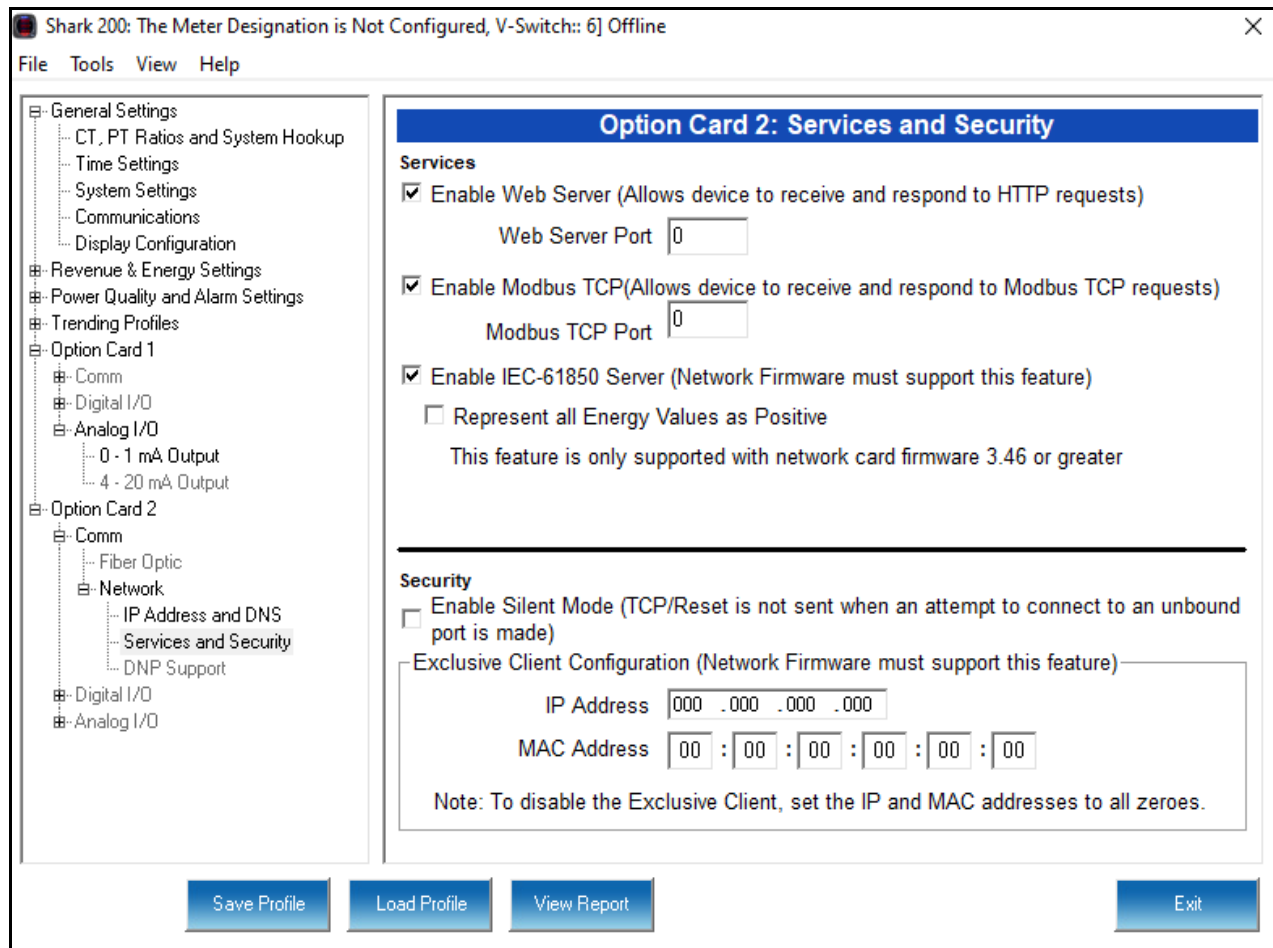 Shark 200: The Meter Designation is Not Configured, V-Switch:: 6] Offline
File Tools View Help
General Settings
CT, PT Ratios and System Hookup
Time Settings
System Settings
Communications
Display Configuration
Revenue & Energy Settings
Power Quality and Alarm Settings
Trending Profiles
Option Card 1
Comm
Digital I/O
Analog I/O
0 - 1 mA Output
4 - 20 mA Output
Option Card 2
Comm
Fiber Optic
Network
IP Address and DNS
Services and Security
DNP Support
Digital I/O
Analog I/O
Option Card 2: Services and Security
Services
Enable Web Server (Allows device to receive and respond to HTTP requests)
Web Server Port 0
Enable Modbus TCP(Allows device to receive and respond to Modbus TCP requests)
Modbus TCP Port 0
Enable IEC-61850 Server (Network Firmware must support this feature)
Represent all Energy Values as Positive
This feature is only supported with network card firmware 3.46 or greater
Security
Enable Silent Mode (TCP/Reset is not sent when an attempt to connect to an unbound
port is made)
Exclusive Client Configuration (Network Firmware must support this feature)
IP Address 000 .000 .000 .000
MAC Address 00 : 00 : 00 : 00 : 00 : 00
Note: To disable the Exclusive Client, set the IP and MAC addresses to all zeroes.
Save Profile Load Profile View Report Exit